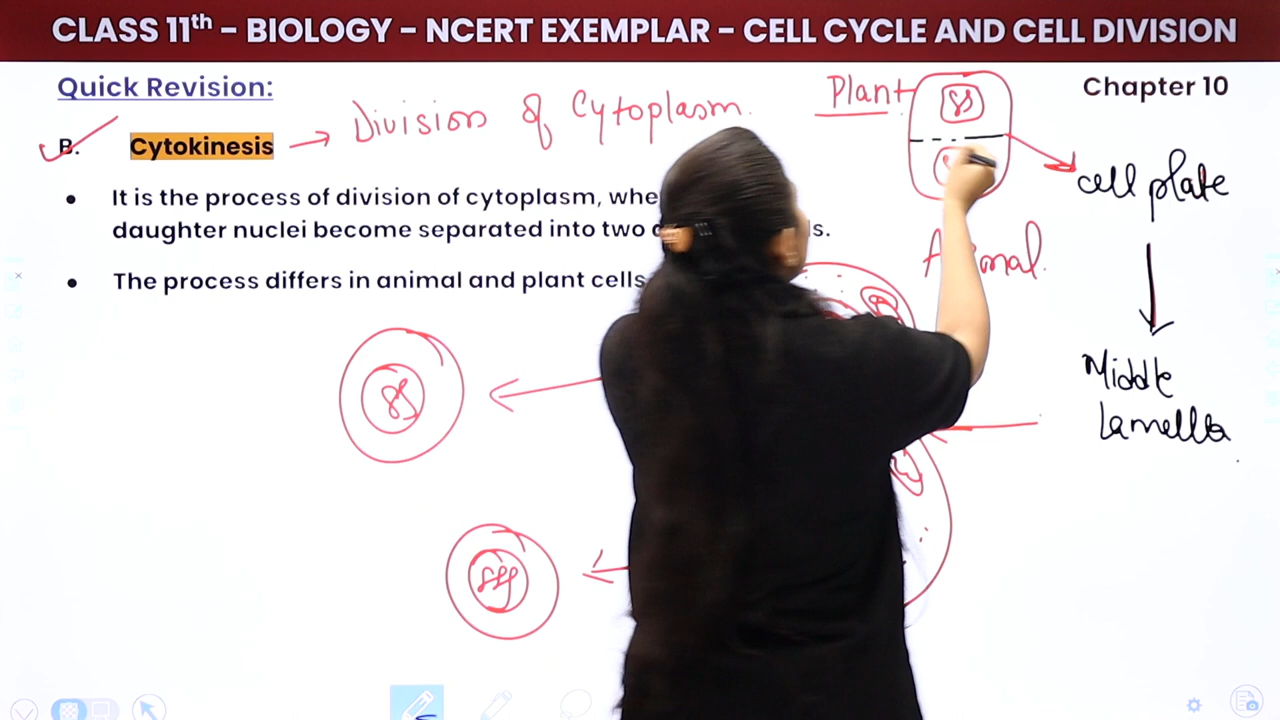 CLASS 11th – BIOLOGY – NCERT EXEMPLAR – CELL CYCLE AND CELL DIVISION
Quick Revision:
Chapter 10
B. Cytokinesis → Division of Cytoplasm.
Plant
• It is the process of division of cytoplasm,
daughter nuclei become separated into two
• The process differs in animal and plant cells
cell plate
Middle
lamella